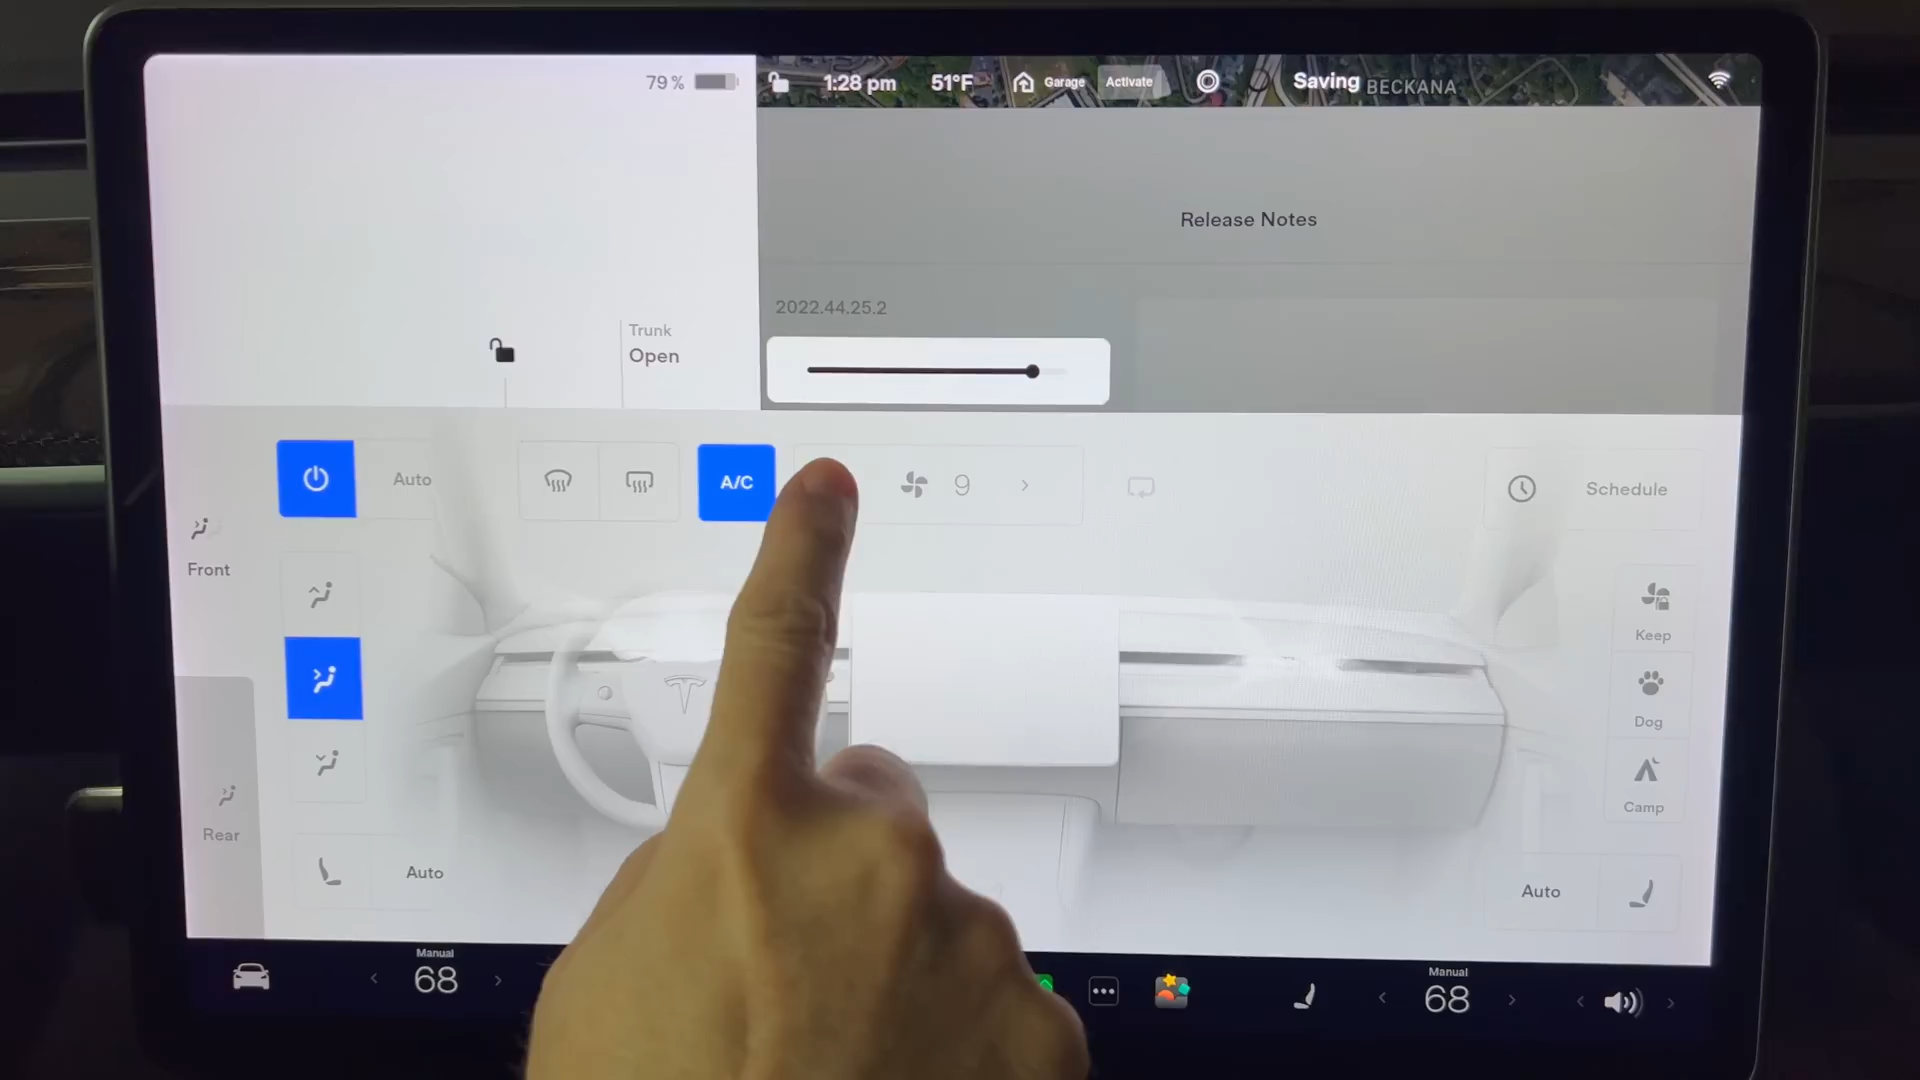 79 %
1:28 pm
51°F
Garage
Activate
Saving BECKANA
Release Notes
2022.44.25.2
Trunk
Open
Auto
A/C
9
Schedule
Front
Keep
Dog
Camp
Rear
Auto
Auto
Manual
68
Manual
68